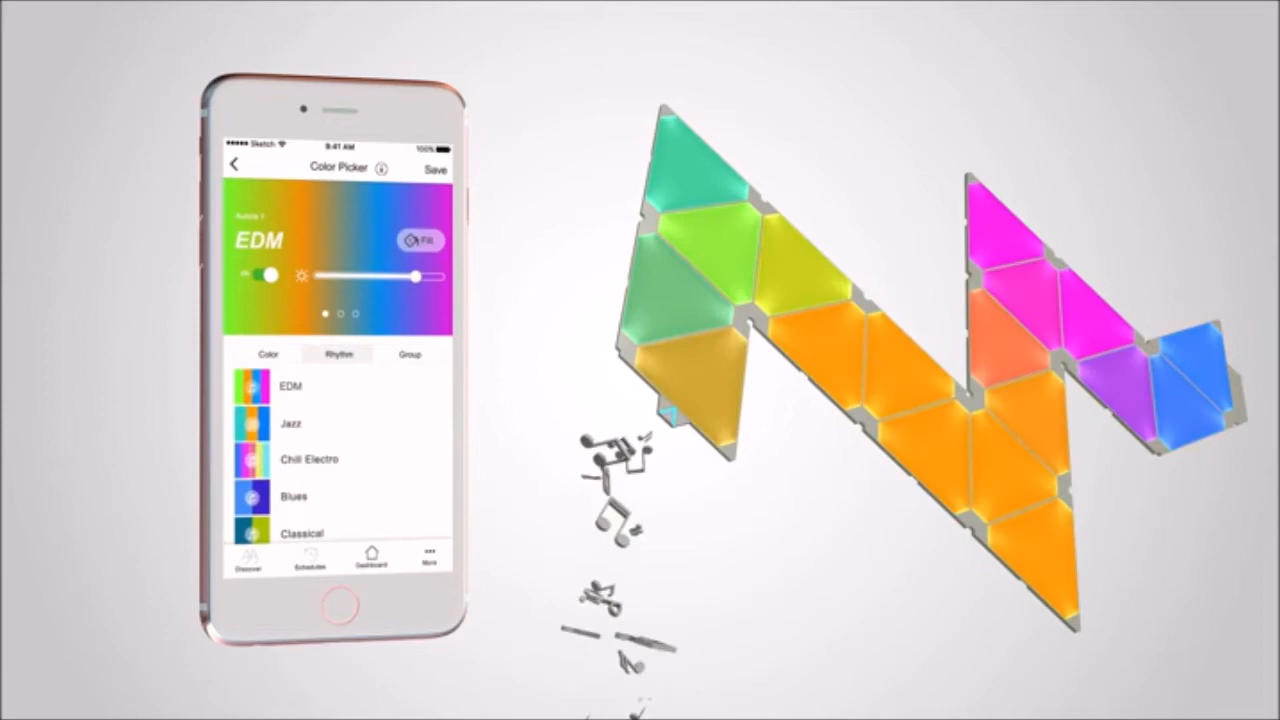 Sketch 9:41 AM 100%
Color Picker Save
EDM Fill
Color Rhythm Group
EDM
Jazz
Chill Electro
Blues
Classical
Discover Schedules Dashboard More